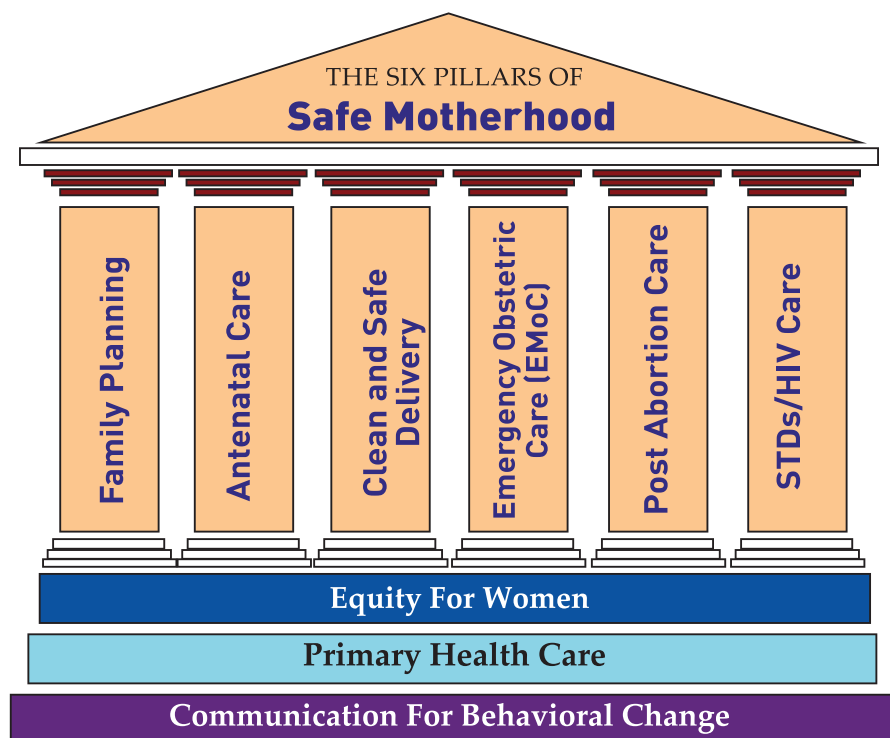 THE SIX PILLARS OF
Safe Motherhood
Family Planning
Antenatal Care
Clean and Safe
Delivery
Emergency Obstetric
Care (EMoC)
Post Abortion Care
STDs/HIV Care
Equity For Women
Primary Health Care
Communication For Behavioral Change